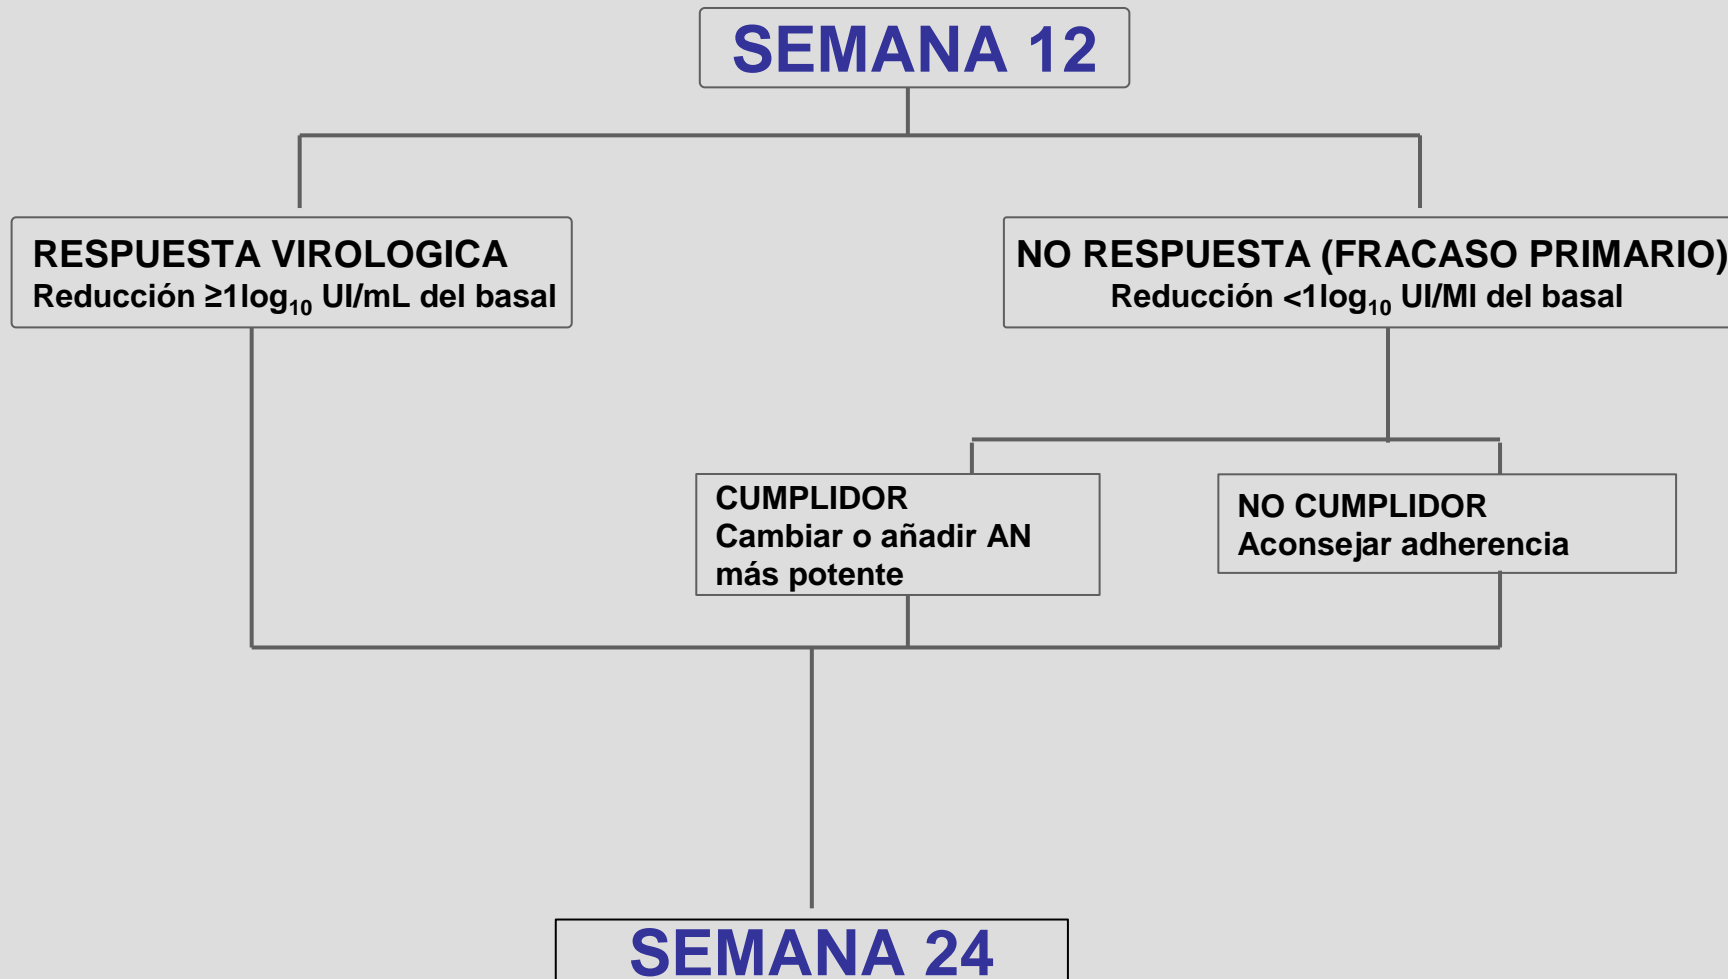 SEMANA 12
RESPUESTA VIROLOGICA
Reducción ≥1log₁₀ UI/mL del basal
NO RESPUESTA (FRACASO PRIMARIO)
Reducción <1log₁₀ UI/Ml del basal
CUMPLIDOR
Cambiar o añadir AN
más potente
NO CUMPLIDOR
Aconsejar adherencia
SEMANA 24